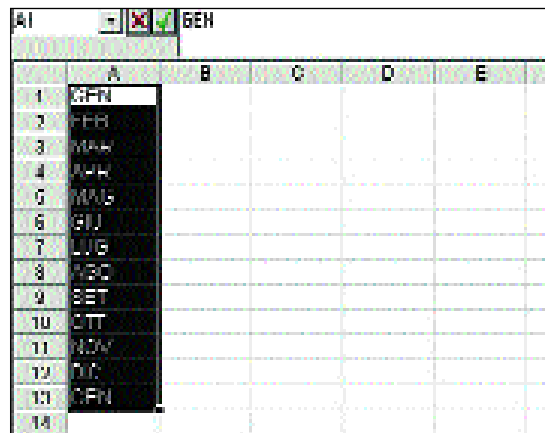 A1 GEN
A B C D E
1 GEN
2 FEB
3 MAR
4 APR
5 MAG
6 GIU
7 LUG
8 AGO
9 SET
10 OTT
11 NOV
12 DIC
13 GEN
14